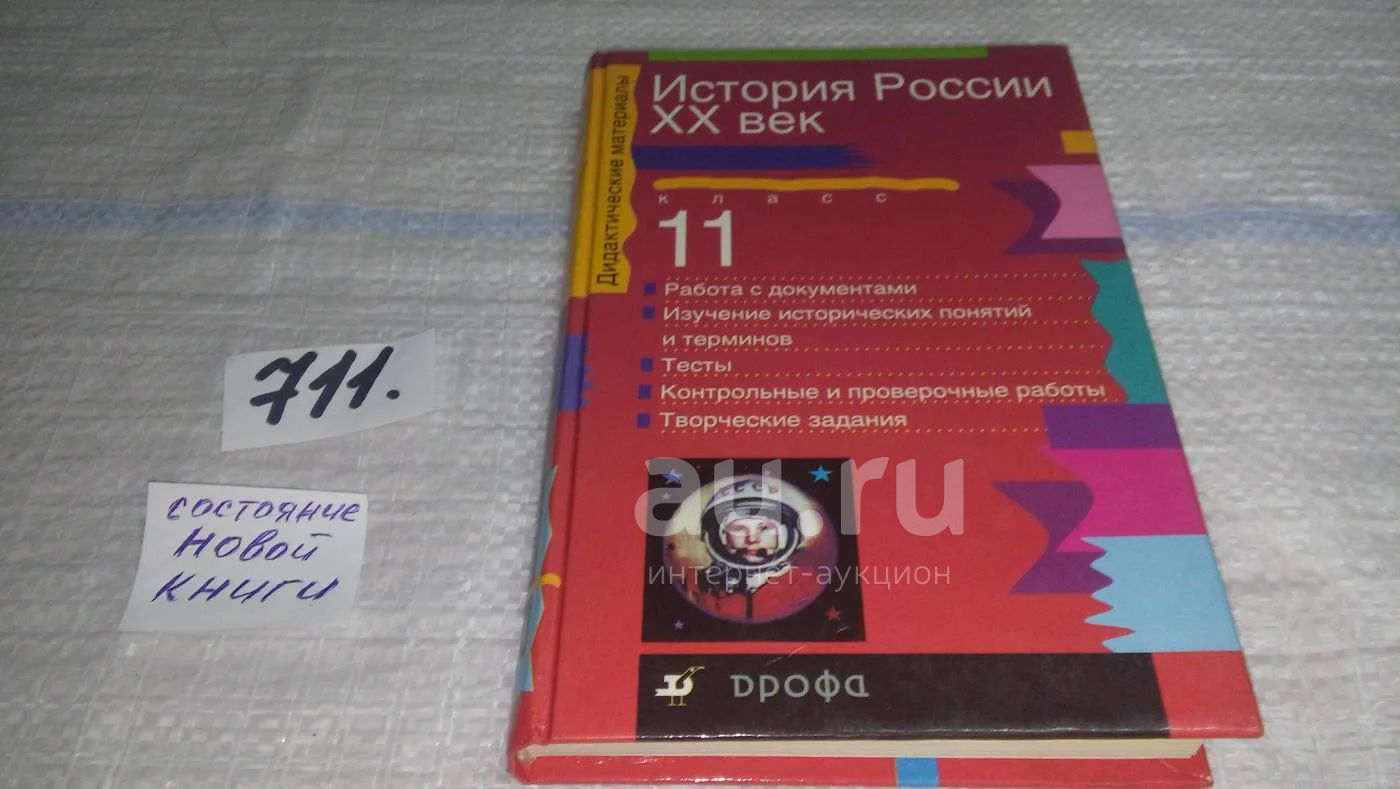 Дидактические материалы
История России
XX век
класс
11
Работа с документами
Изучение исторических понятий
и терминов
Тесты
Контрольные и проверочные работы
Творческие задания
СССР
дрофа
711.
состояние
новой
книги
au.ru
интернет-аукцион